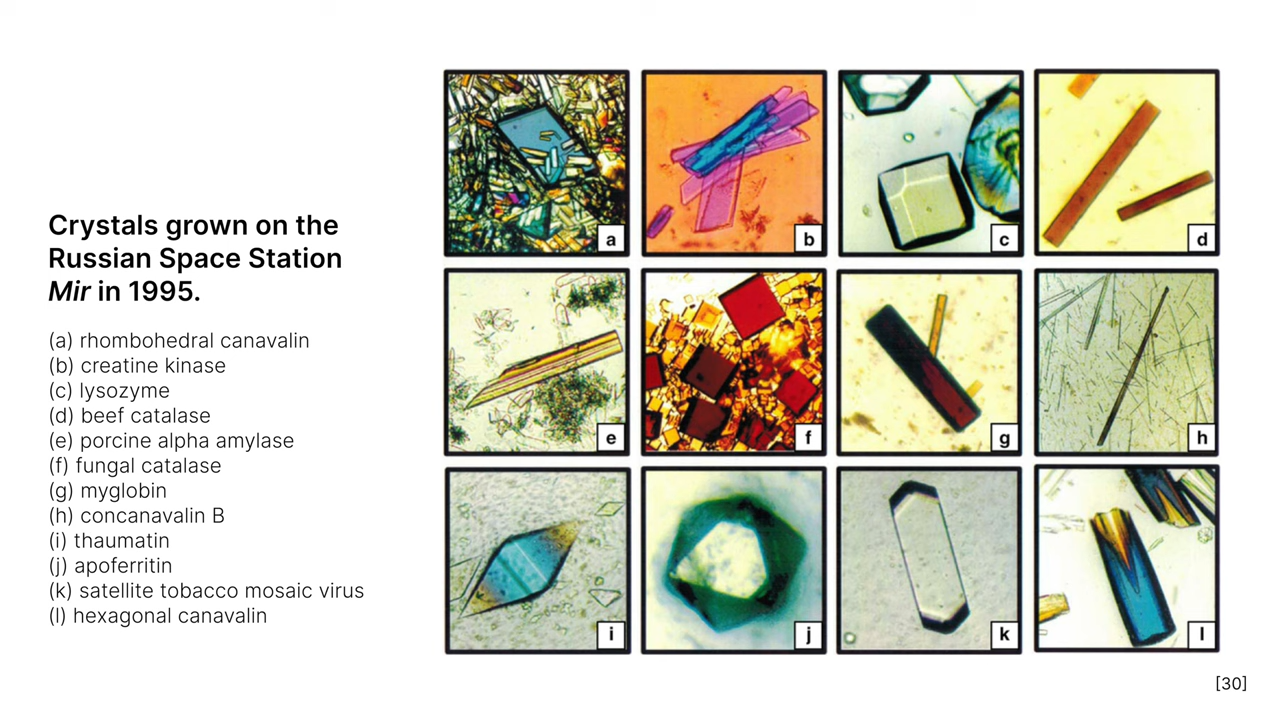 Crystals grown on the
Russian Space Station
Mir in 1995.
(a) rhombohedral canavalin
(b) creatine kinase
(c) lysozyme
(d) beef catalase
(e) porcine alpha amylase
(f) fungal catalase
(g) myglobin
(h) concanavalin B
(i) thaumatin
(j) apoferritin
(k) satellite tobacco mosaic virus
(l) hexagonal canavalin
a
b
c
d
e
f
g
h
i
j
k
l
[30]